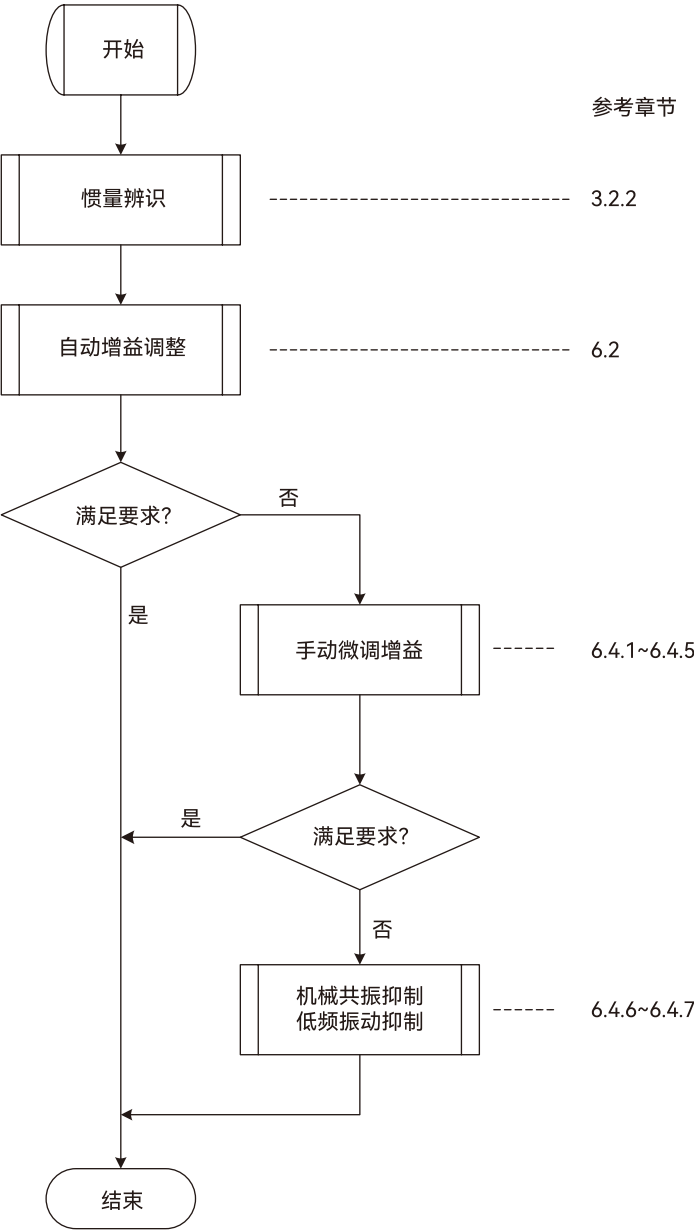 开始
参考章节
惯量辨识
3.2.2
自动增益调整
6.2
满足要求?
否
是
手动微调增益
6.4.1~6.4.5
是
满足要求?
否
机械共振抑制
低频振动抑制
6.4.6~6.4.7
结束